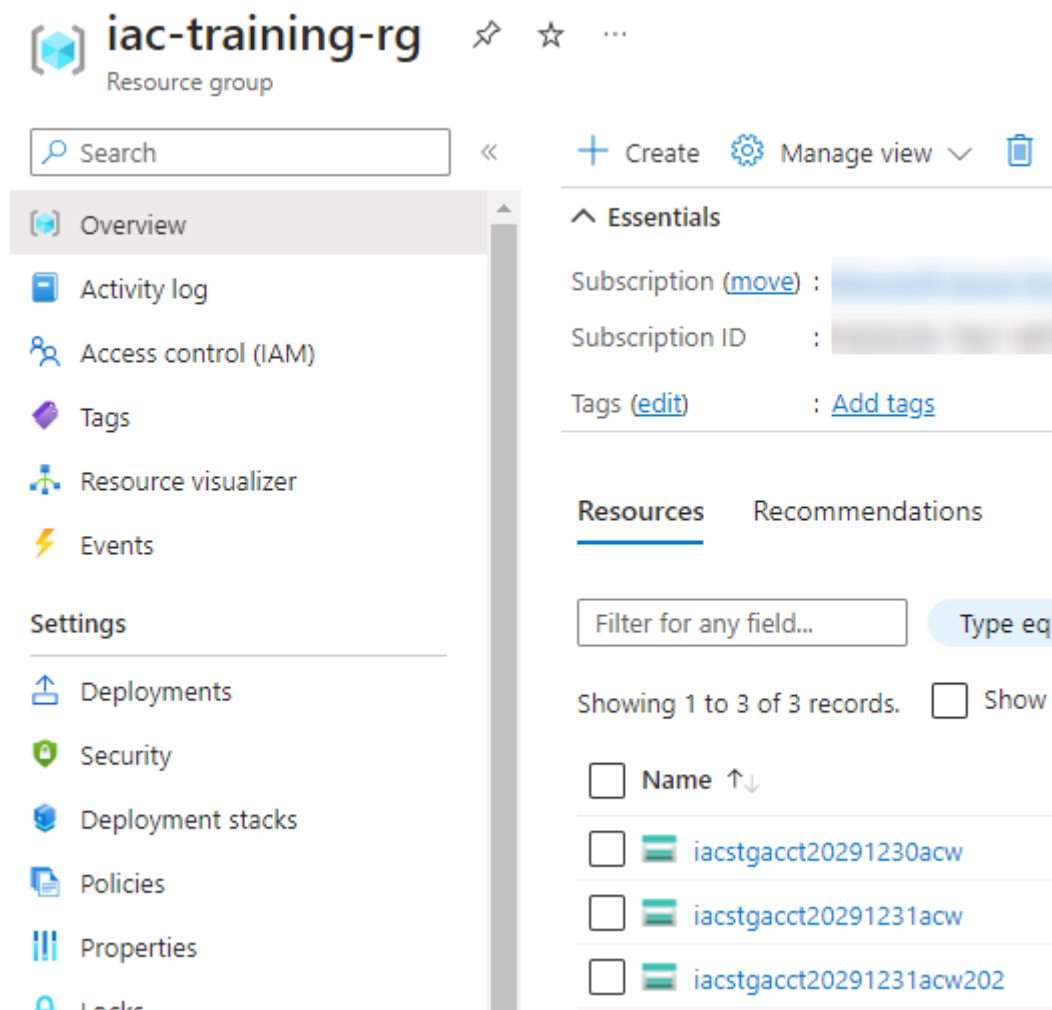 iac-training-rg
Resource group
Search
Overview
Activity log
Access control (IAM)
Tags
Resource visualizer
Events
Settings
Deployments
Security
Deployment stacks
Policies
Properties
Locks
Create Manage view
Essentials
Subscription (move) :
Subscription ID :
Tags (edit) : Add tags
Resources Recommendations
Filter for any field... Type eq
Showing 1 to 3 of 3 records. Show
Name
iacstgacct20291230acw
iacstgacct20291231acw
iacstgacct20291231acw202